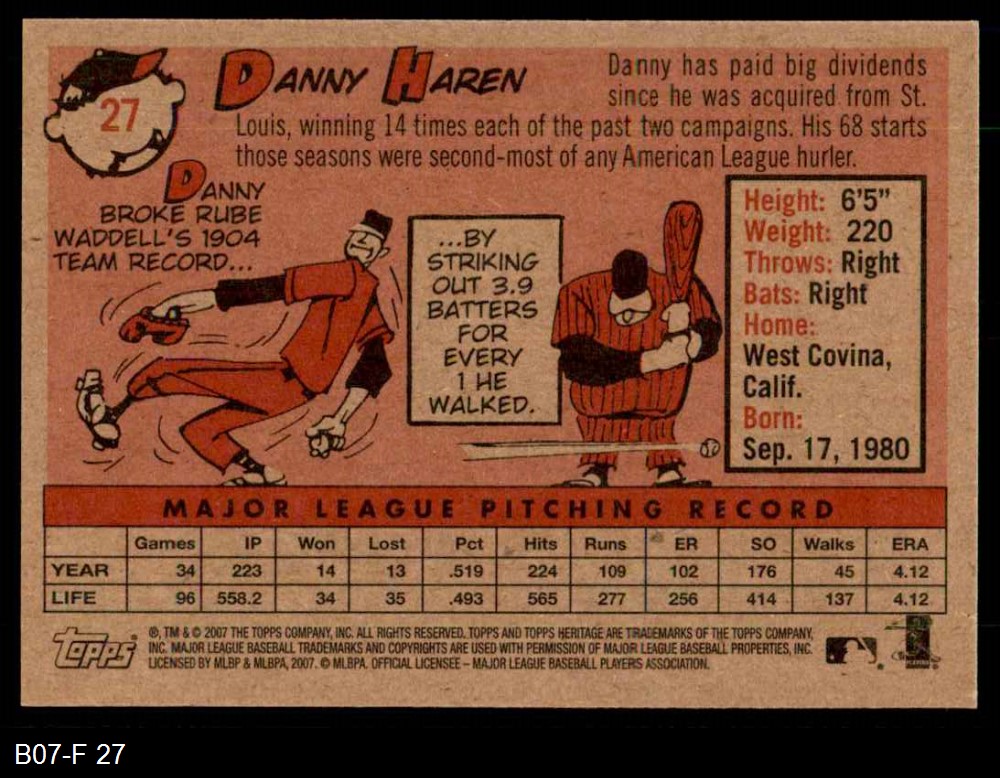 27
DANNY HAREN
Danny has paid big dividends
since he was acquired from St.
Louis, winning 14 times each of the past two campaigns. His 68 starts
those seasons were second-most of any American League hurler.
DANNY
BROKE RUBE
WADDELL'S 1904
TEAM RECORD...
...BY
STRIKING
OUT 3.9
BATTERS
FOR
EVERY
1 HE
WALKED.
Height: 6'5"
Weight: 220
Throws: Right
Bats: Right
Home:
West Covina,
Calif.
Born:
Sep. 17, 1980
MAJOR LEAGUE PITCHING RECORD
Games IP Won Lost Pct Hits Runs ER SO Walks ERA
YEAR 34 223 14 13 .519 224 109 102 176 45 4.12
LIFE 96 558.2 34 35 .493 565 277 256 414 137 4.12
topps
®, TM & © 2007 THE TOPPS COMPANY, INC. ALL RIGHTS RESERVED. TOPPS AND TOPPS HERITAGE ARE TRADEMARKS OF THE TOPPS COMPANY,
INC. MAJOR LEAGUE BASEBALL TRADEMARKS AND COPYRIGHTS ARE USED WITH PERMISSION OF MAJOR LEAGUE BASEBALL PROPERTIES, INC.
LICENSED BY MLBP & MLBPA, 2007. © MLBPA. OFFICIAL LICENSEE – MAJOR LEAGUE BASEBALL PLAYERS ASSOCIATION.
B07-F 27